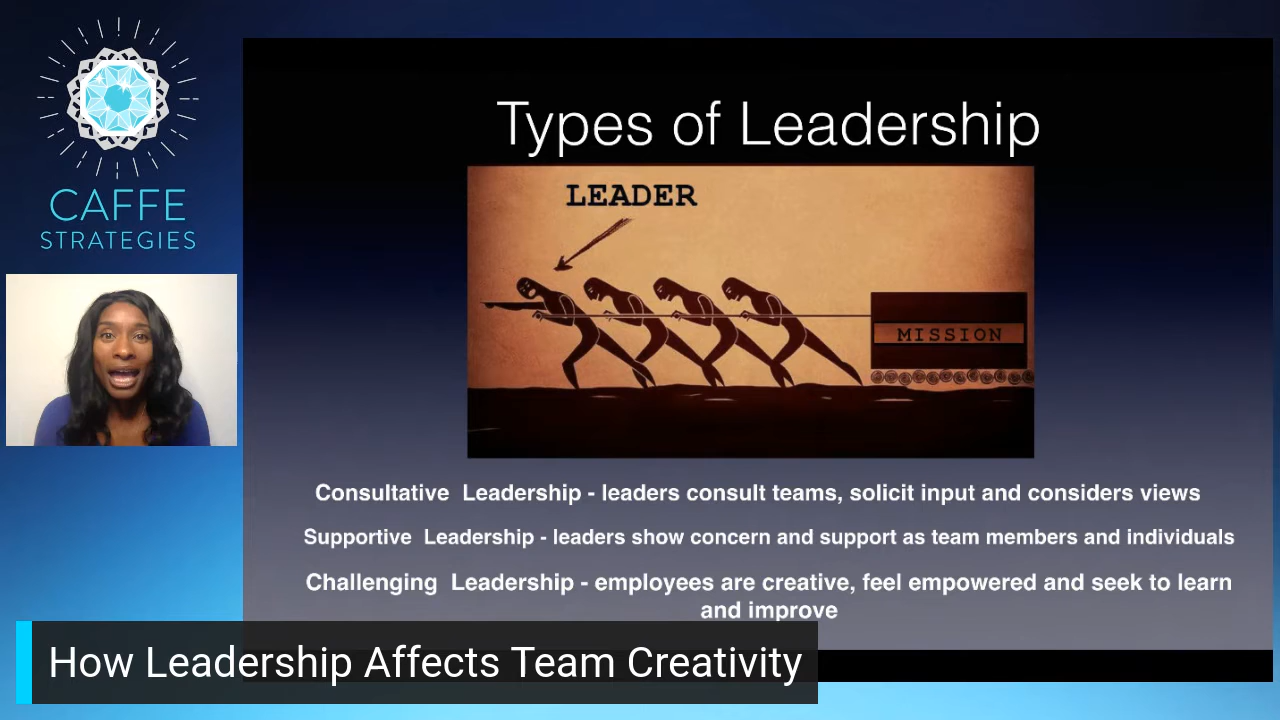 CAFFE
STRATEGIES
Types of Leadership
LEADER
MISSION
Consultative Leadership - leaders consult teams, solicit input and considers views
Supportive Leadership - leaders show concern and support as team members and individuals
Challenging Leadership - employees are creative, feel empowered and seek to learn
and improve
How Leadership Affects Team Creativity